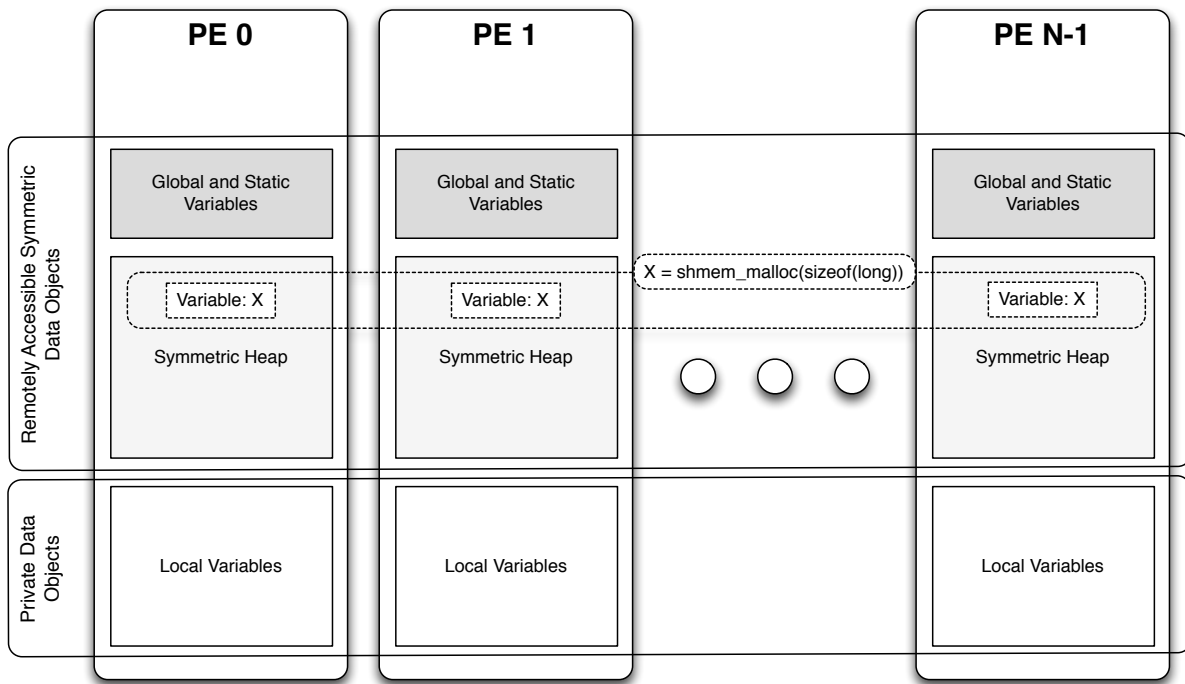 PE 0
PE 1
PE N-1
Remotely Accessible Symmetric
Data Objects
Global and Static
Variables
Global and Static
Variables
Global and Static
Variables
X = shmem_malloc(sizeof(long))
Variable: X
Variable: X
Variable: X
Symmetric Heap
Symmetric Heap
Symmetric Heap
Private Data
Objects
Local Variables
Local Variables
Local Variables